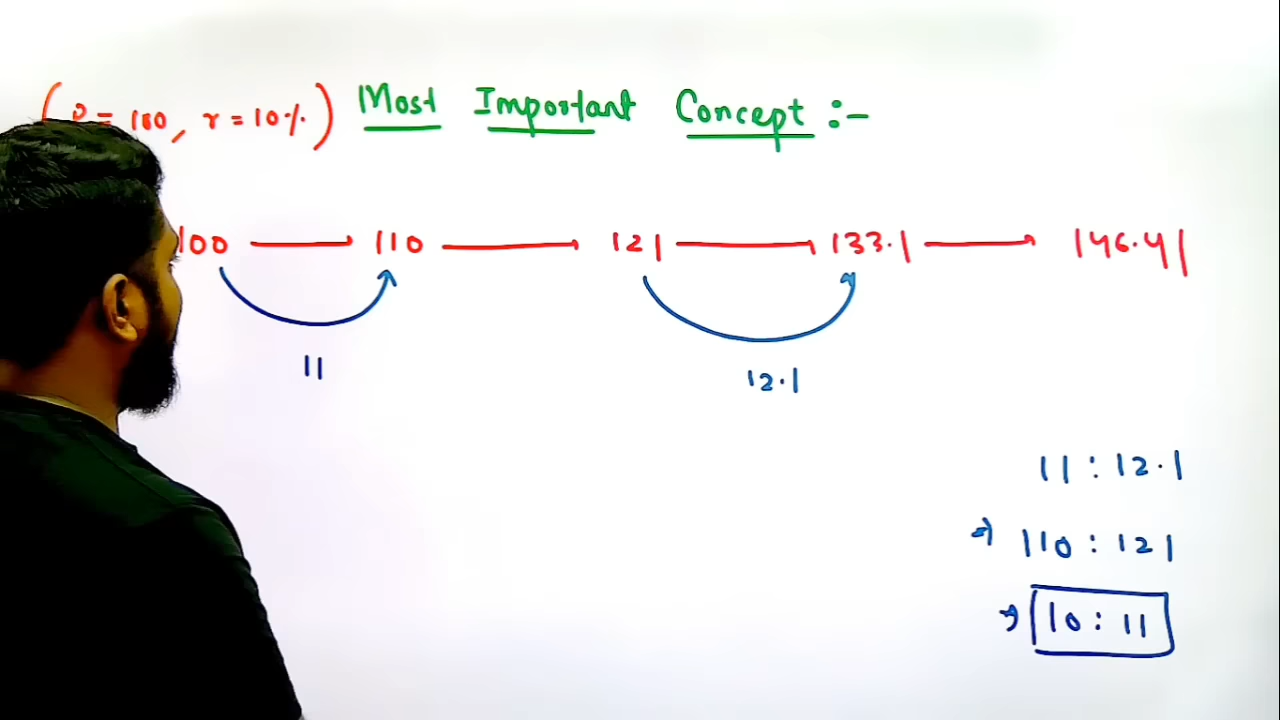 (P = 100, r = 10%) Most Important Concept :-
100 → 110 → 121 → 133.1 → 146.41
11 12.1
11 : 12.1
⇒ 110 : 121
⇒ 10 : 11